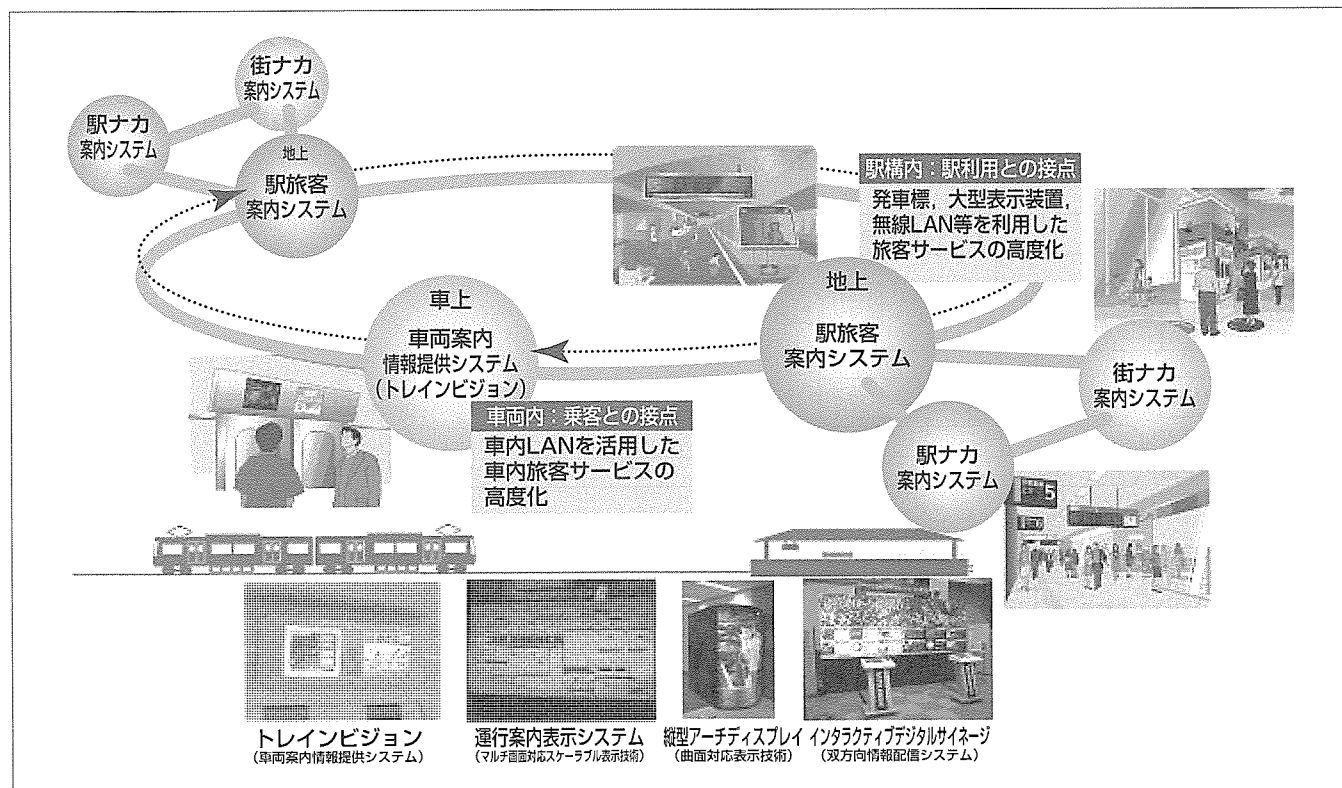 街ナカ
案内システム
駅ナカ
案内システム
地上
駅旅客
案内システム
駅構内：駅利用との接点
発車標，大型表示装置，
無線LAN等を利用した
旅客サービスの高度化
車上
車両案内
情報提供システム
（トレインビジョン）
車両内：乗客との接点
車内LANを活用した
車内旅客サービスの
高度化
地上
駅旅客
案内システム
街ナカ
案内システム
駅ナカ
案内システム
5
トレインビジョン
（車両案内情報提供システム）
運行案内表示システム
（マルチ画面対応スケーラブル表示技術）
縦型アーチディスプレイ
（曲面対応表示技術）
インタラクティブデジタルサイネージ
（双方向情報配信システム）